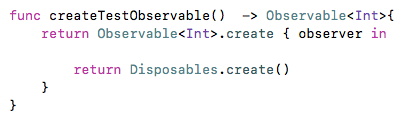 func createTestObservable()  -> Observable<Int>{
    return Observable<Int>.create { observer in
        return Disposables.create()
    }
}